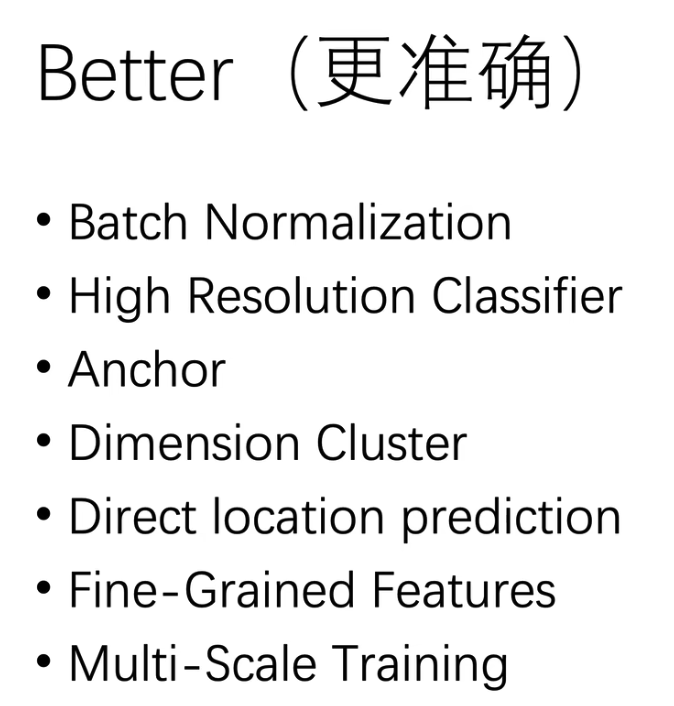 Better（更准确）
• Batch Normalization
• High Resolution Classifier
• Anchor
• Dimension Cluster
• Direct location prediction
• Fine-Grained Features
• Multi-Scale Training